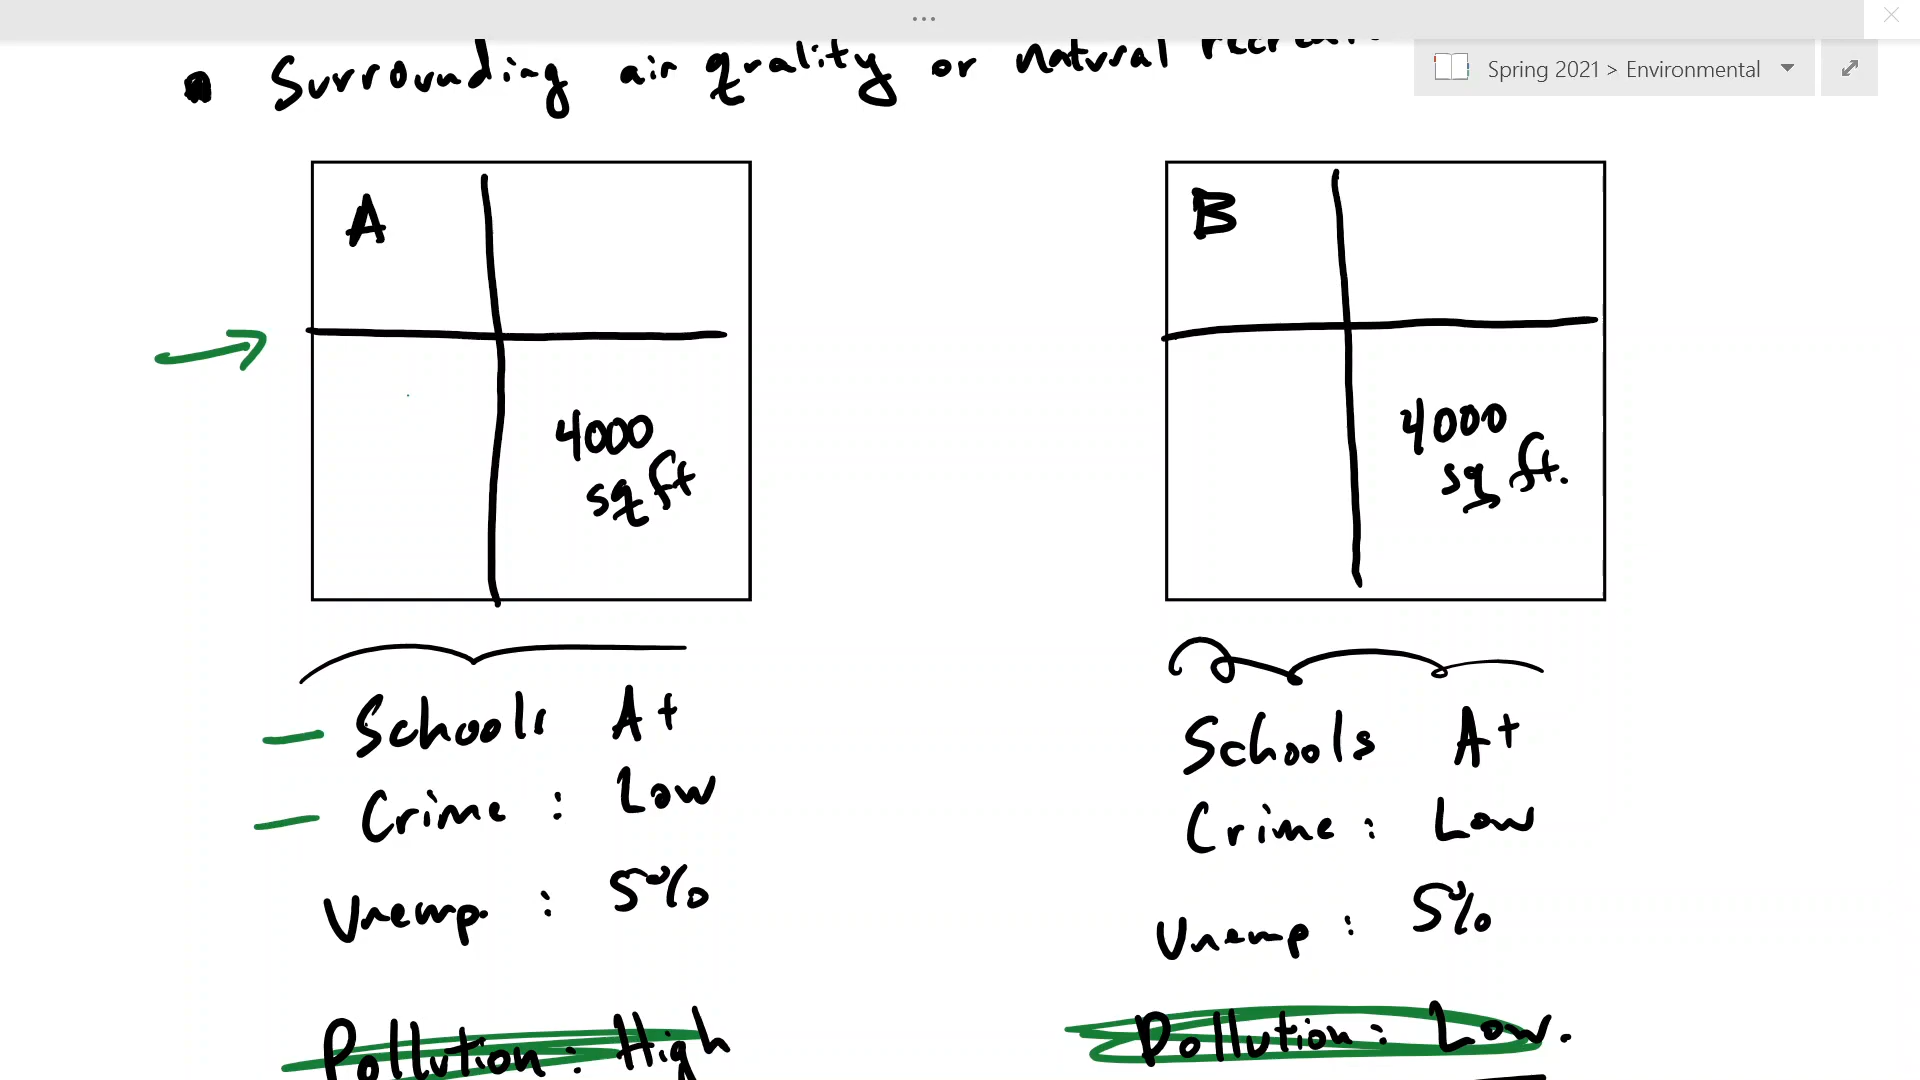 ...
Spring 2021 > Environmental
Surrounding air quality or natural
A
B
4000
sq ft
4000
sq ft.
Schools A+
Crime : Low
Unemp. : 5%
Pollution : High
Schools A+
Crime : Low
Unemp : 5%
Pollution : Low.